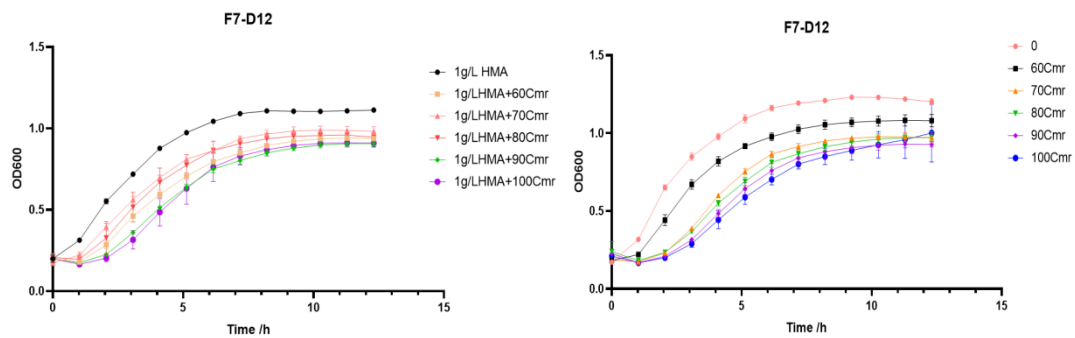 F7-D12
OD600
1.5
1.0
0.5
0.0
0
5
10
15
Time /h
1g/L HMA
1g/LHMA+60Cmr
1g/LHMA+70Cmr
1g/LHMA+80Cmr
1g/LHMA+90Cmr
1g/LHMA+100Cmr
F7-D12
OD600
1.5
1.0
0.5
0.0
0
5
10
15
Time /h
0
60Cmr
70Cmr
80Cmr
90Cmr
100Cmr